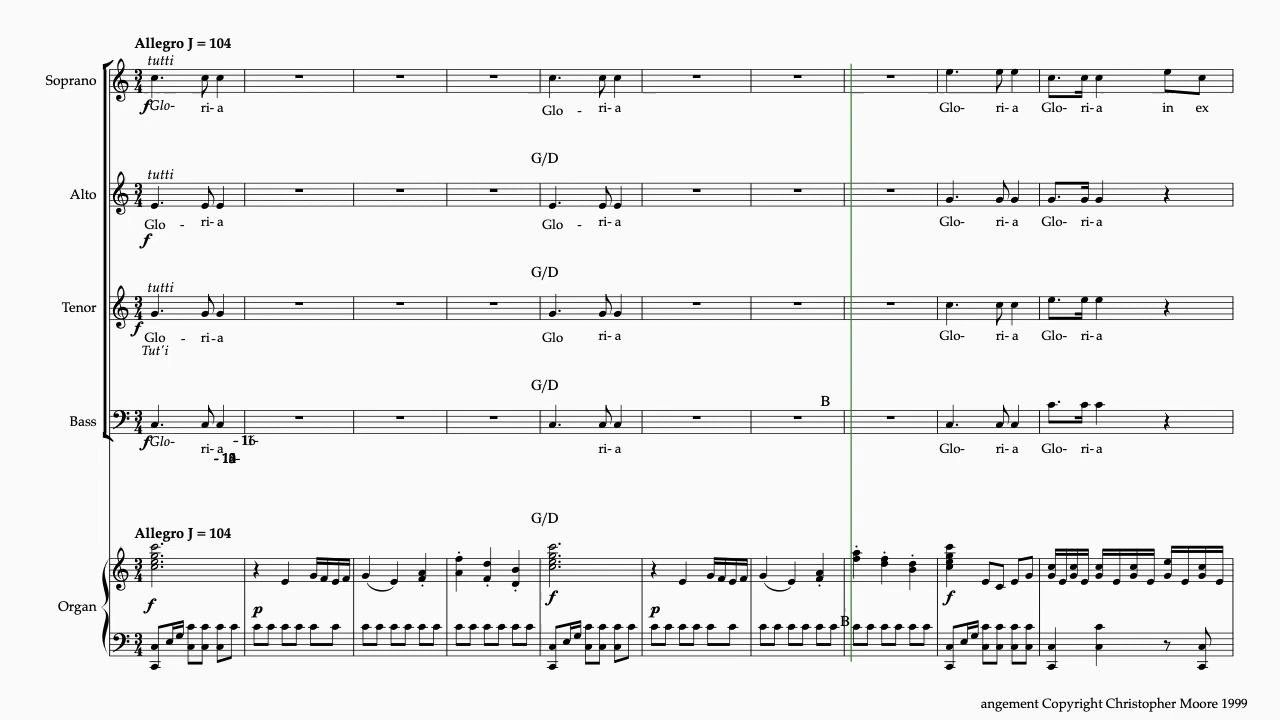 Allegro J = 104
tutti
Soprano
fGlo- ri- a Glo - ri- a Glo- ri- a Glo- ri- a in ex
G/D
tutti
Alto
Glo - ri- a Glo - ri- a Glo- ri- a Glo- ri- a
f
G/D
tutti
Tenor
f
Glo - ri- a Glo ri- a Glo- ri- a Glo- ri- a
Tut'i
G/D
B
Bass
fGlo- ri- a ri- a Glo- ri- a Glo- ri- a
G/D
Allegro J = 104
f p f p f
Organ
B
angement Copyright Christopher Moore 1999